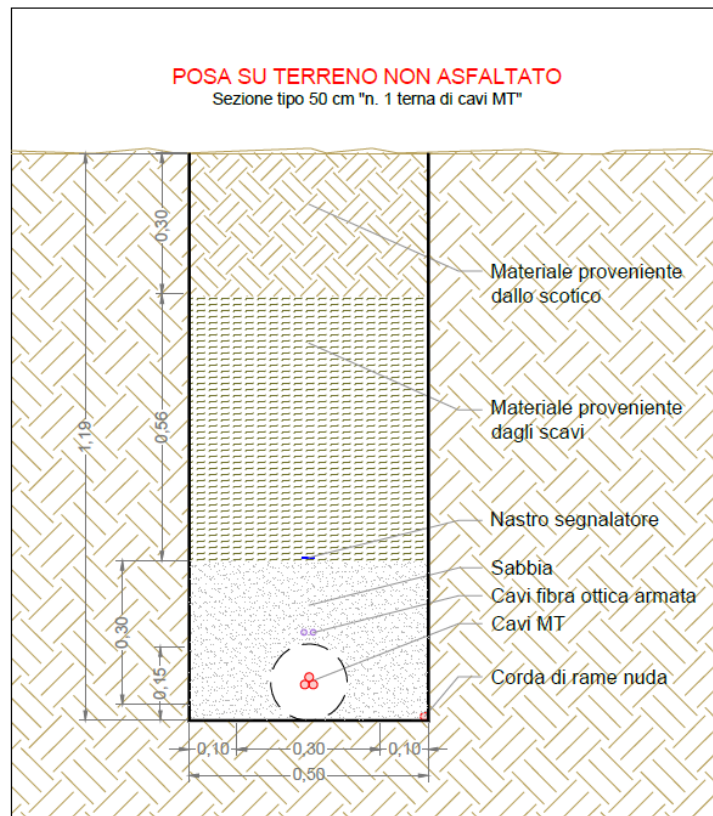 POSA SU TERRENO NON ASFALTATO
Sezione tipo 50 cm "n. 1 terna di cavi MT"
0,30
Materiale proveniente
dallo scotico
1,19
0,56
Materiale proveniente
dagli scavi
Nastro segnalatore
Sabbia
Cavi fibra ottica armata
Cavi MT
0,30
0,15
Corda di rame nuda
0,10
0,30
0,10
0,50